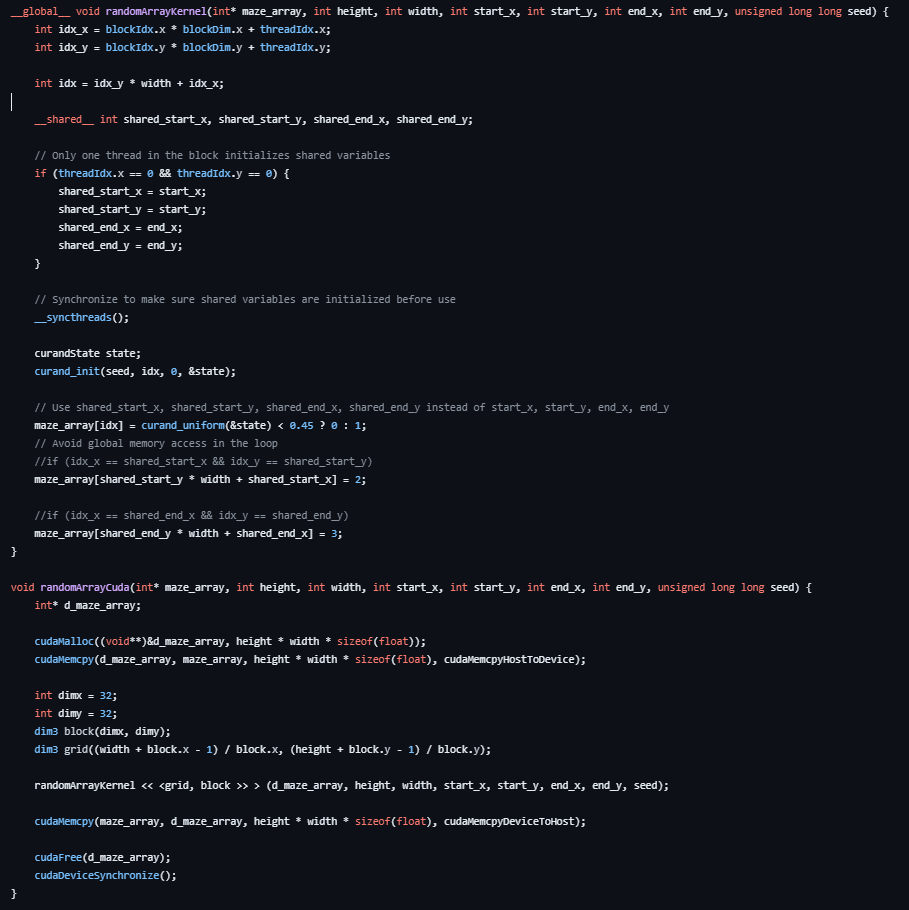 __global__ void randomArrayKernel(int* maze_array, int height, int width, int start_x, int start_y, int end_x, int end_y, unsigned long long seed) {
    int idx_x = blockIdx.x * blockDim.x + threadIdx.x;
    int idx_y = blockIdx.y * blockDim.y + threadIdx.y;

    int idx = idx_y * width + idx_x;

    __shared__ int shared_start_x, shared_start_y, shared_end_x, shared_end_y;

    // Only one thread in the block initializes shared variables
    if (threadIdx.x == 0 && threadIdx.y == 0) {
        shared_start_x = start_x;
        shared_start_y = start_y;
        shared_end_x = end_x;
        shared_end_y = end_y;
    }

    // Synchronize to make sure shared variables are initialized before use
    __syncthreads();

    curandState state;
    curand_init(seed, idx, 0, &state);

    // Use shared_start_x, shared_start_y, shared_end_x, shared_end_y instead of start_x, start_y, end_x, end_y
    maze_array[idx] = curand_uniform(&state) < 0.45 ? 0 : 1;
    // Avoid global memory access in the loop
    //if (idx_x == shared_start_x && idx_y == shared_start_y)
    maze_array[shared_start_y * width + shared_start_x] = 2;

    //if (idx_x == shared_end_x && idx_y == shared_end_y)
    maze_array[shared_end_y * width + shared_end_x] = 3;
}

void randomArrayCuda(int* maze_array, int height, int width, int start_x, int start_y, int end_x, int end_y, unsigned long long seed) {
    int* d_maze_array;

    cudaMalloc((void**)&d_maze_array, height * width * sizeof(float));
    cudaMemcpy(d_maze_array, maze_array, height * width * sizeof(float), cudaMemcpyHostToDevice);

    int dimx = 32;
    int dimy = 32;
    dim3 block(dimx, dimy);
    dim3 grid((width + block.x - 1) / block.x, (height + block.y - 1) / block.y);

    randomArrayKernel << <grid, block >> > (d_maze_array, height, width, start_x, start_y, end_x, end_y, seed);

    cudaMemcpy(maze_array, d_maze_array, height * width * sizeof(float), cudaMemcpyDeviceToHost);

    cudaFree(d_maze_array);
    cudaDeviceSynchronize();
}